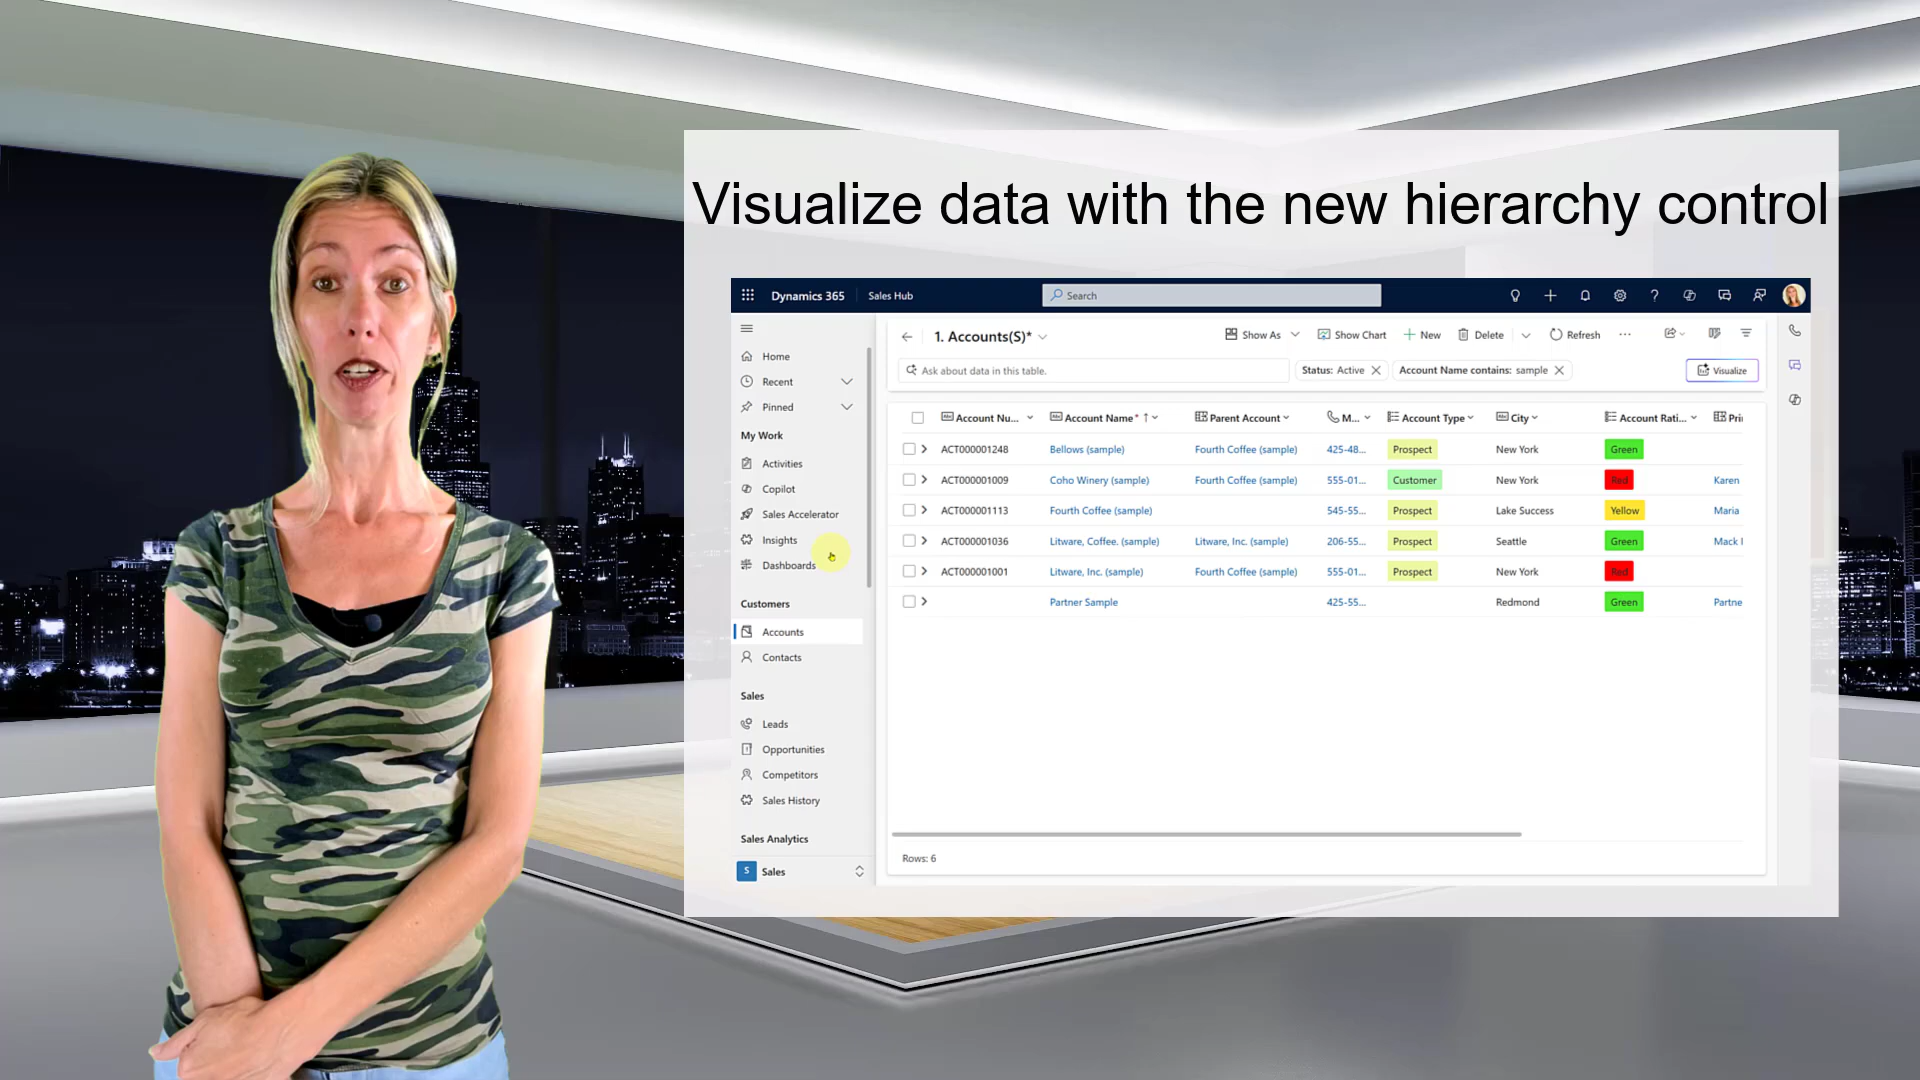 Visualize data with the new hierarchy control
Dynamics 365 Sales Hub Search
1. Accounts(S)* Show As Show Chart New Delete Refresh
Ask about data in this table. Status: Active Account Name contains: sample Visualize
Home
Recent
Pinned
My Work
Activities
Copilot
Sales Accelerator
Insights
Dashboards
Customers
Accounts
Contacts
Sales
Leads
Opportunities
Competitors
Sales History
Sales Analytics
S Sales
Account Nu... Account Name* Parent Account M... Account Type City Account Rati... Pri
ACT000001248 Bellows (sample) Fourth Coffee (sample) 425-48... Prospect New York Green
ACT000001009 Coho Winery (sample) Fourth Coffee (sample) 555-01... Customer New York Red Karen
ACT000001113 Fourth Coffee (sample) 545-55... Prospect Lake Success Yellow Maria
ACT000001036 Litware, Coffee. (sample) Litware, Inc. (sample) 206-55... Prospect Seattle Green Mack
ACT000001001 Litware, Inc. (sample) Fourth Coffee (sample) 555-01... Prospect New York Red
Partner Sample 425-55... Redmond Green Partne
Rows: 6